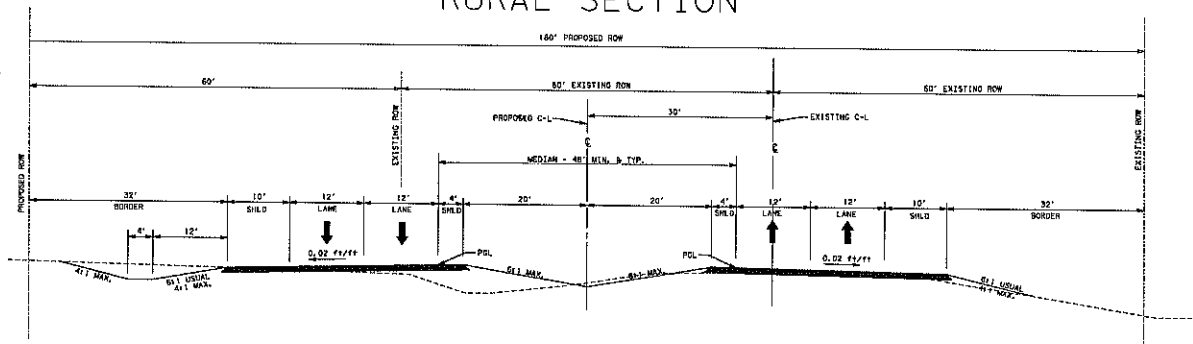 RURAL SECTION
180' PROPOSED ROW
60'
60' EXISTING ROW
60' EXISTING ROW
30'
PROPOSED C-L
EXISTING C-L
PROPOSED ROW
EXISTING ROW
EXISTING ROW
MEDIAN - 48' MIN. & TYP.
32'
BORDER
10'
SHLD
12'
LANE
12'
LANE
4'
SHLD
20'
20'
4'
SHLD
12'
LANE
12'
LANE
10'
SHLD
32'
BORDER
4'
12'
0.02 ft/ft
PGL
PGL
0.02 ft/ft
4:1 MAX.
6:1 USUAL
4:1 MAX.
6:1 MAX.
6:1 MAX.
6:1 USUAL
4:1 MAX.